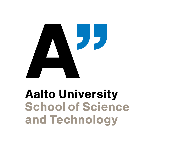 A”
Aalto University
School of Science
and Technology